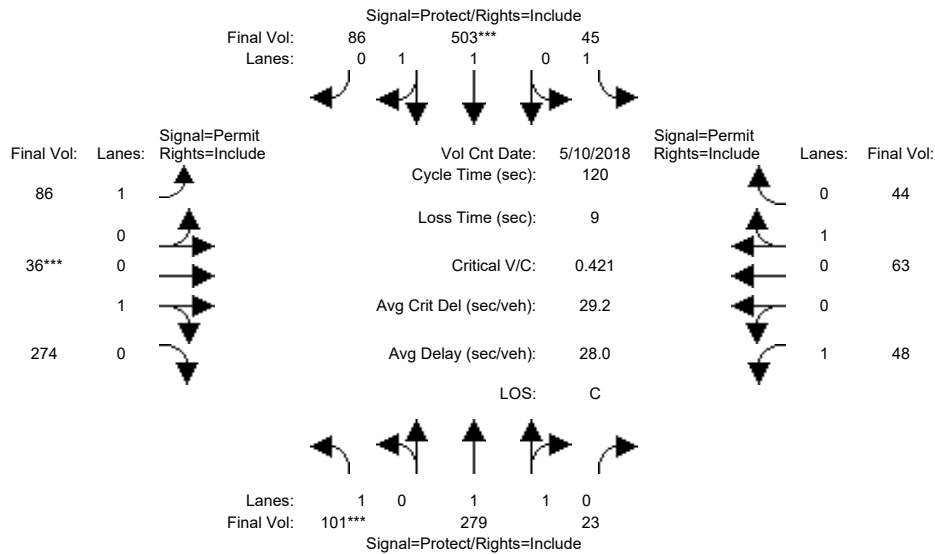 Signal=Protect/Rights=Include
Final Vol: 86 503*** 45
Lanes: 0 1 1 0 1
Signal=Permit
Final Vol: Lanes: Rights=Include
Vol Cnt Date: 5/10/2018
Signal=Permit
Rights=Include Lanes: Final Vol:
Cycle Time (sec): 120
86 1
0 44
Loss Time (sec): 9
0
1
36*** 0
Critical V/C: 0.421
0 63
1
Avg Crit Del (sec/veh): 29.2
0
274 0
Avg Delay (sec/veh): 28.0
1 48
LOS: C
Lanes: 1 0 1 1 0
Final Vol: 101*** 279 23
Signal=Protect/Rights=Include